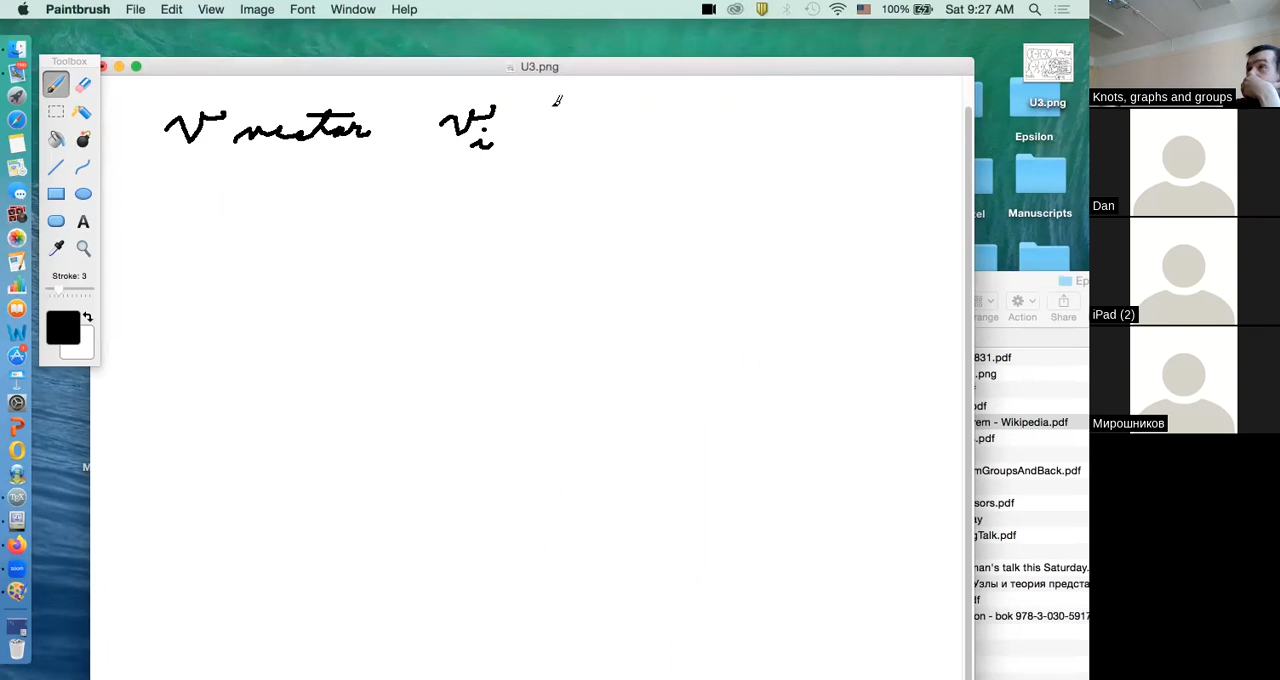 Paintbrush File Edit View Image Font Window Help 100% Sat 9:27 AM
Toolbox
U3.png
v vector vi
U3.png
Epsilon
Manuscripts
Stroke: 3
Action Share
831.pdf
.png
rem - Wikipedia.pdf
s.pdf
mGroupsAndBack.pdf
sors.pdf
gTalk.pdf
nan's talk this Saturday.
Узлы и теория предста
on - bok 978-3-030-5917
Knots, graphs and groups
Dan
iPad (2)
Мирошников